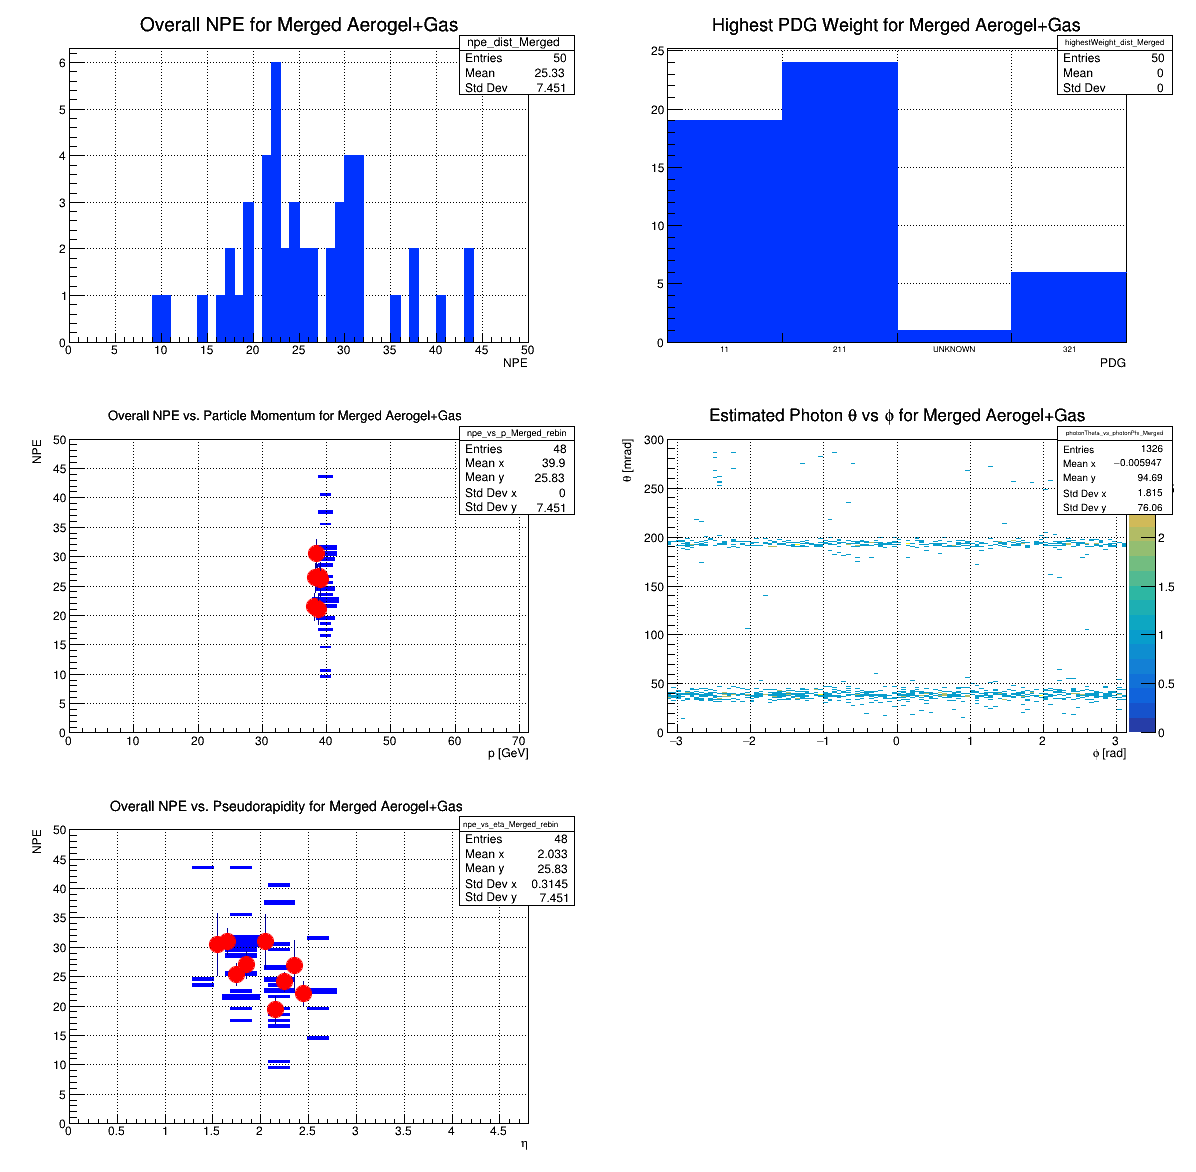 Overall NPE for Merged Aerogel+Gas
npe_dist_Merged
Entries 50
Mean 25.33
Std Dev 7.451
6
5
4
3
2
1
0 5 10 15 20 25 30 35 40 45 50
NPE
Highest PDG Weight for Merged Aerogel+Gas
highestWeight_dist_Merged
Entries 50
Mean 0
Std Dev 0
25
20
15
10
5
0
11 211 UNKNOWN 321
PDG
Overall NPE vs. Particle Momentum for Merged Aerogel+Gas
npe_vs_p_Merged_rebin
Entries 48
Mean x 39.9
Mean y 25.83
Std Dev x 0
Std Dev y 7.451
NPE
50
45
40
35
30
25
20
15
10
5
0
0 10 20 30 40 50 60 70
p [GeV]
Estimated Photon θ vs ϕ for Merged Aerogel+Gas
photonTheta_vs_photonPhi_Merged
Entries 1326
Mean x −0.005947
Mean y 94.69
Std Dev x 1.815
Std Dev y 76.06
θ [mrad]
300
250
200
150
100
50
0
−3 −2 −1 0 1 2 3
ϕ [rad]
2
1.5
1
0.5
0
Overall NPE vs. Pseudorapidity for Merged Aerogel+Gas
npe_vs_eta_Merged_rebin
Entries 48
Mean x 2.033
Mean y 25.83
Std Dev x 0.3145
Std Dev y 7.451
NPE
50
45
40
35
30
25
20
15
10
5
0
0 0.5 1 1.5 2 2.5 3 3.5 4 4.5
η